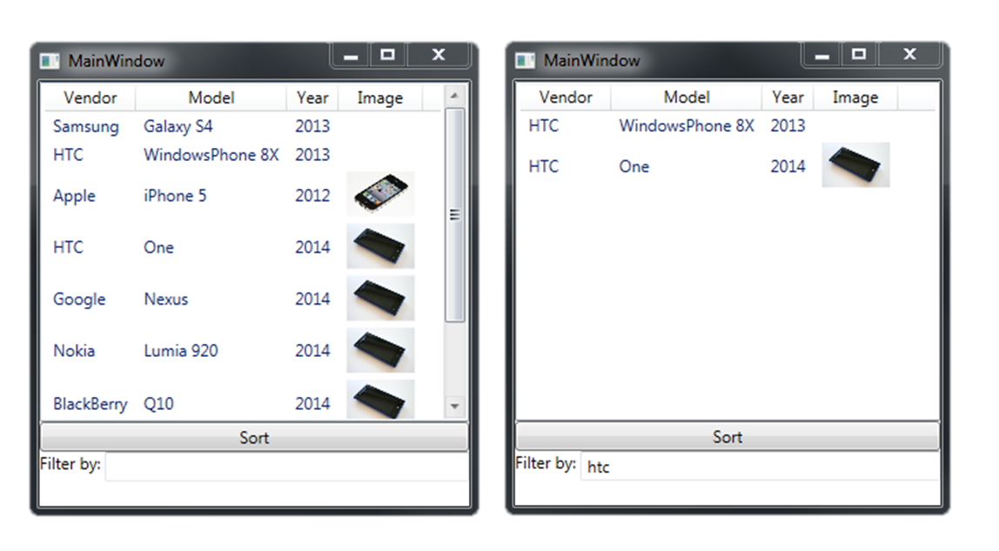 MainWindow
Vendor Model Year Image
Samsung Galaxy S4 2013
HTC WindowsPhone 8X 2013
Apple iPhone 5 2012
HTC One 2014
Google Nexus 2014
Nokia Lumia 920 2014
BlackBerry Q10 2014
Sort
Filter by:
MainWindow
Vendor Model Year Image
HTC WindowsPhone 8X 2013
HTC One 2014
Sort
Filter by: htc